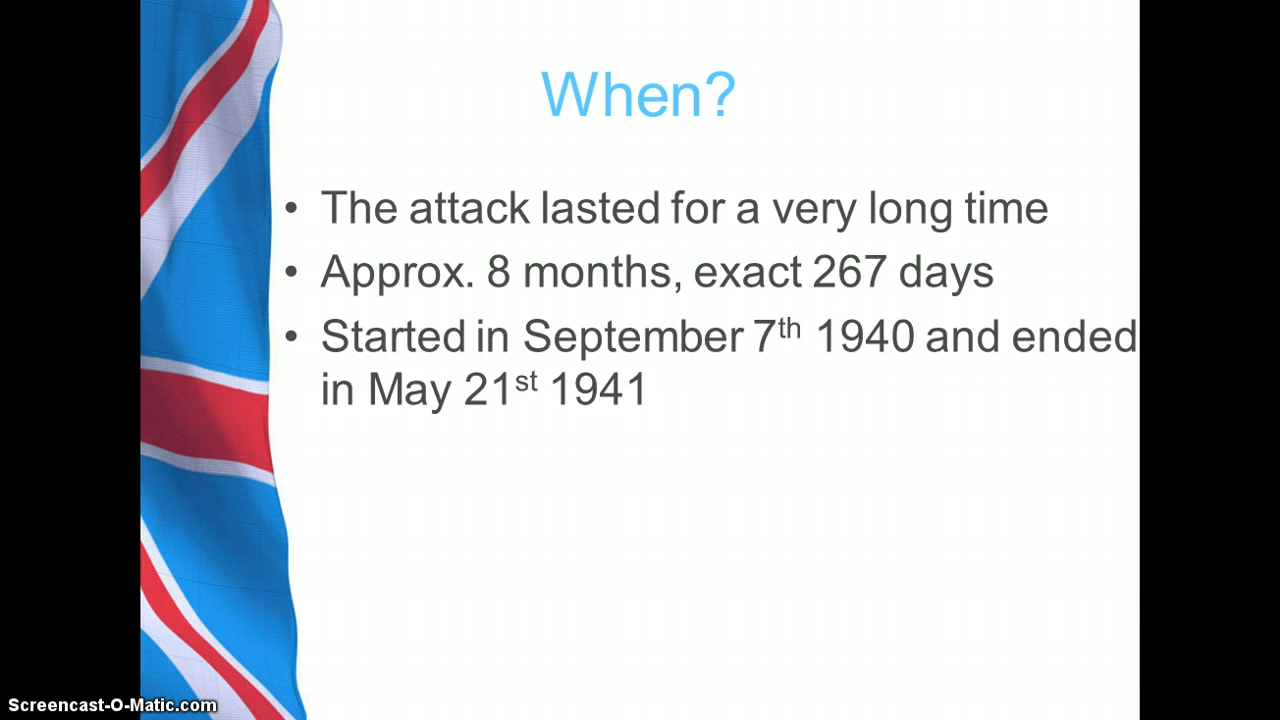 When?
• The attack lasted for a very long time
• Approx. 8 months, exact 267 days
• Started in September 7th 1940 and ended
in May 21st 1941
Screencast-O-Matic.com